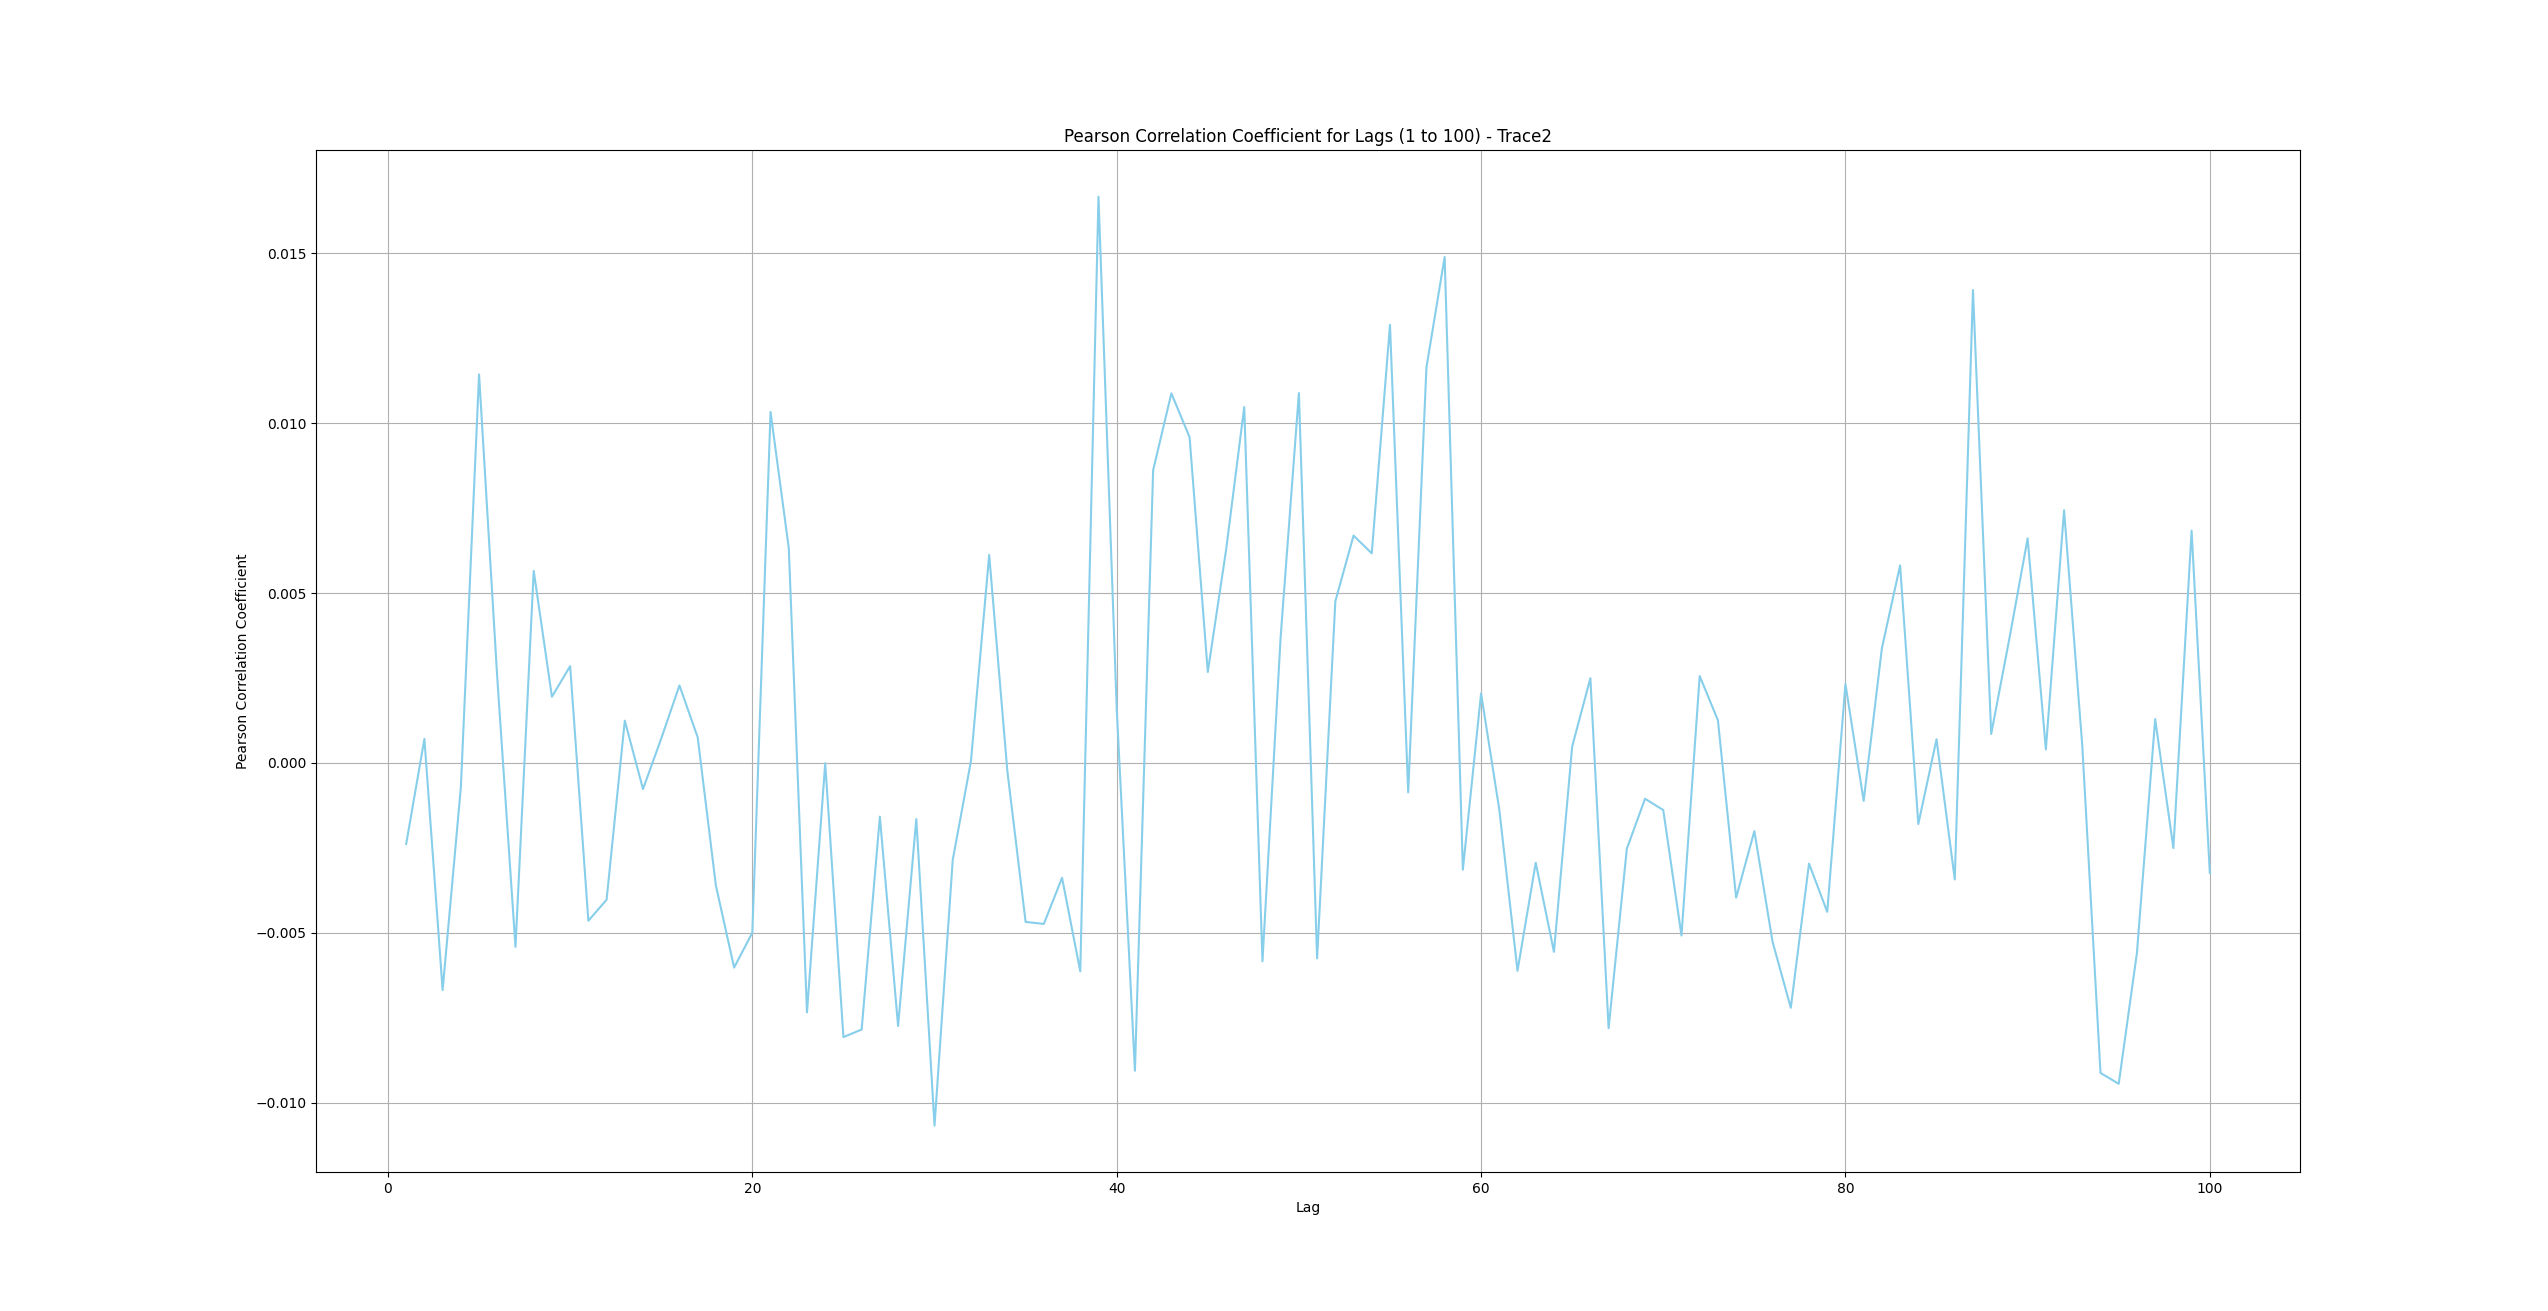 Pearson Correlation Coefficient for Lags (1 to 100) - Trace2
Pearson Correlation Coefficient
0.015
0.010
0.005
0.000
−0.005
−0.010
0 20 40 60 80 100
Lag